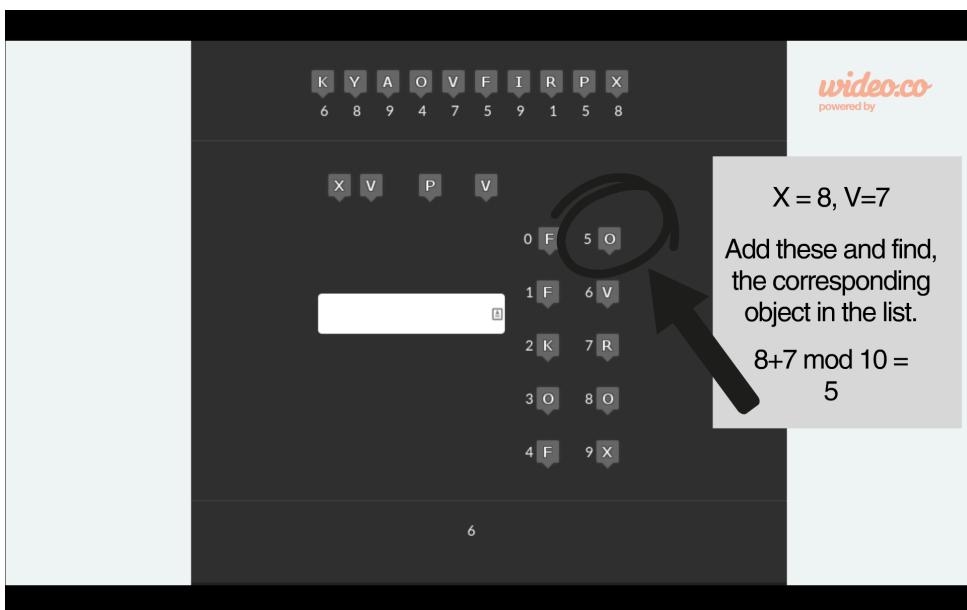 K Y A O V F I R P X
6 8 9 4 7 5 9 1 5 8
wideo.co
powered by
X V P V
0 F 5 O
1 F 6 V
2 K 7 R
3 O 8 O
4 F 9 X
6
X = 8, V=7
Add these and find,
the corresponding
object in the list.
8+7 mod 10 =
5